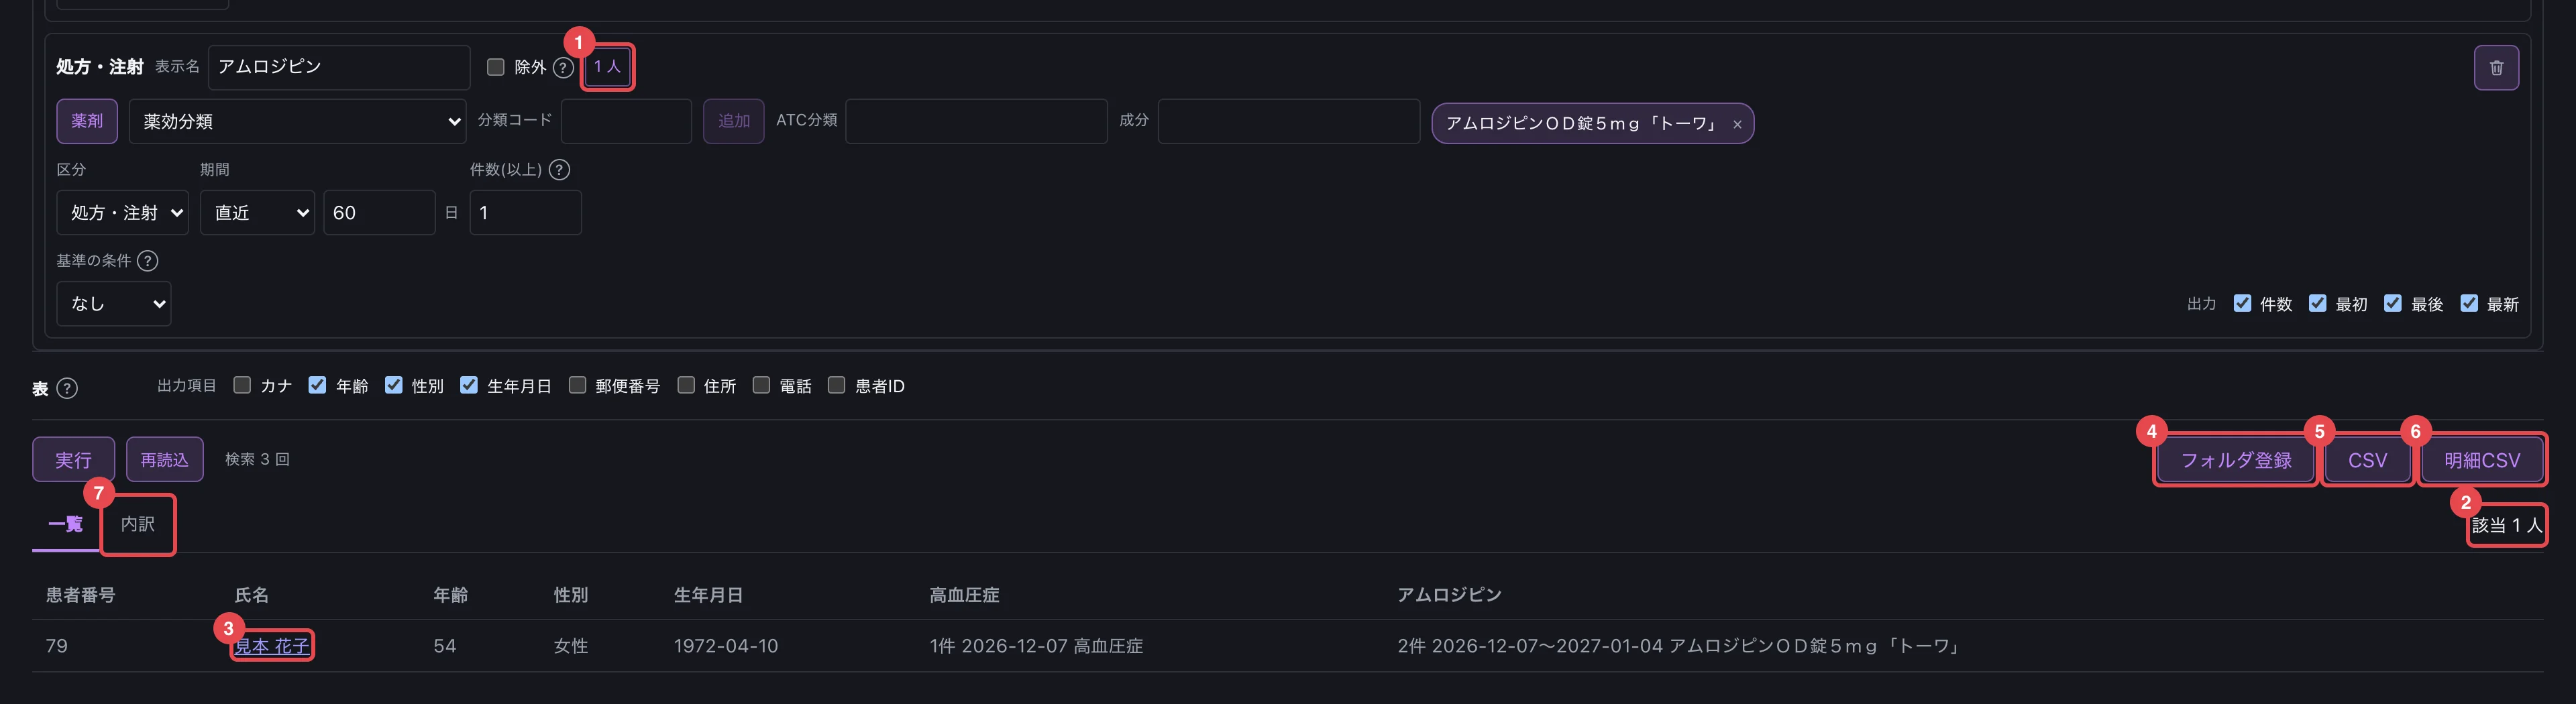 1
処方・注射 表示名 アムロジピン 除外 ? 1 人
薬剤 薬効分類 分類コード 追加 ATC分類 成分 アムロジピンOD錠5mg「トーワ」 ×
区分 期間 件数(以上) ?
処方・注射 直近 60 日 1
基準の条件 ?
なし 出力 件数 最初 最後 最新
表 ? 出力項目 カナ 年齢 性別 生年月日 郵便番号 住所 電話 患者ID
4 5 6
実行 再読込 検索 3 回 フォルダ登録 CSV 明細CSV
7 2
一覧 内訳 該当 1 人
患者番号 氏名 年齢 性別 生年月日 高血圧症 アムロジピン
3
79 見本 花子 54 女性 1972-04-10 1件 2026-12-07 高血圧症 2件 2026-12-07〜2027-01-04 アムロジピンOD錠5mg「トーワ」